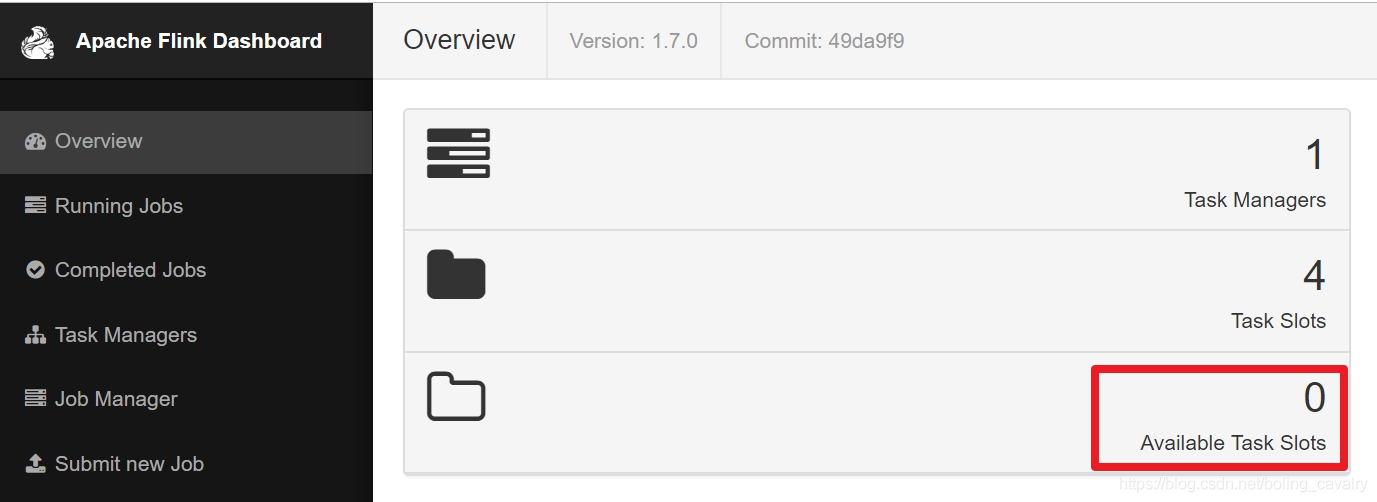 Apache Flink Dashboard
Overview
Version: 1.7.0
Commit: 49da9f9
Overview
Running Jobs
Completed Jobs
Task Managers
Job Manager
Submit new Job
1
Task Managers
4
Task Slots
0
Available Task Slots
https://blog.csdn.net/boling_cavalry